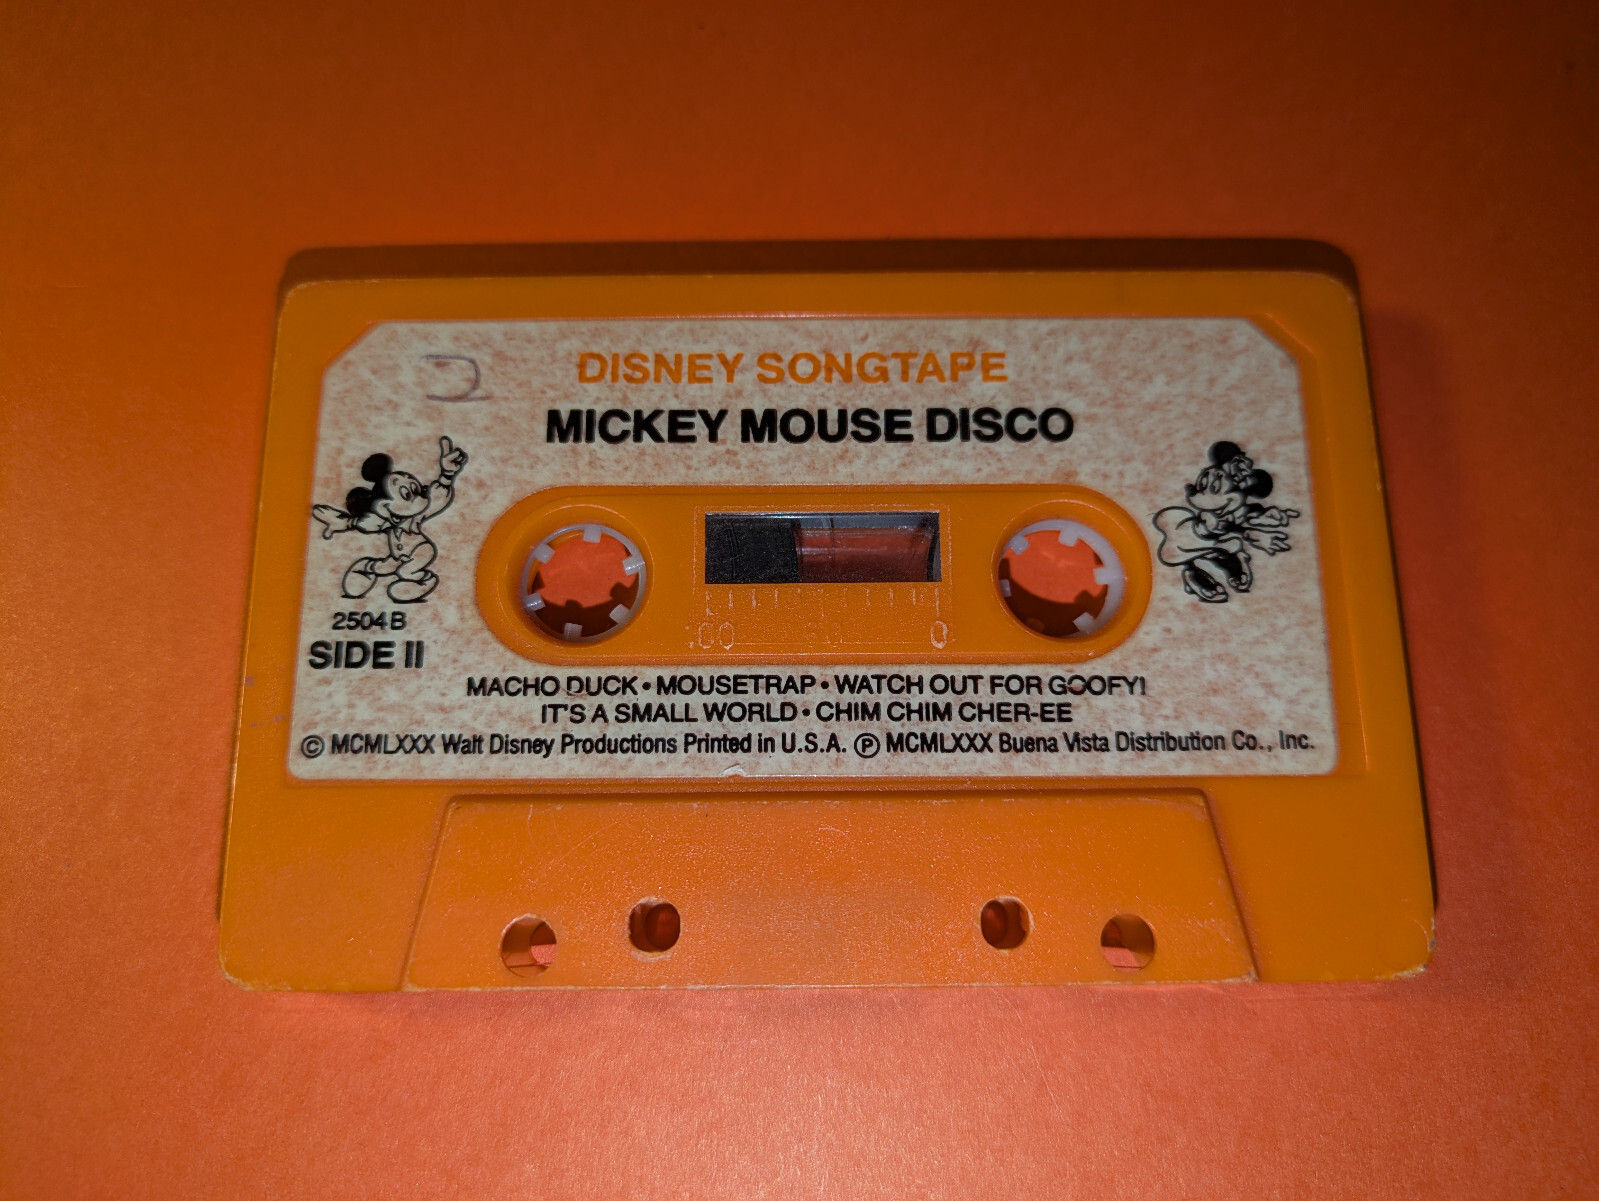 DISNEY SONGTAPE
MICKEY MOUSE DISCO
2504 B
SIDE II
0
MACHO DUCK • MOUSETRAP • WATCH OUT FOR GOOFY!
IT'S A SMALL WORLD • CHIM CHIM CHER-EE
© MCMLXXX Walt Disney Productions Printed in U.S.A. ℗ MCMLXXX Buena Vista Distribution Co., Inc.